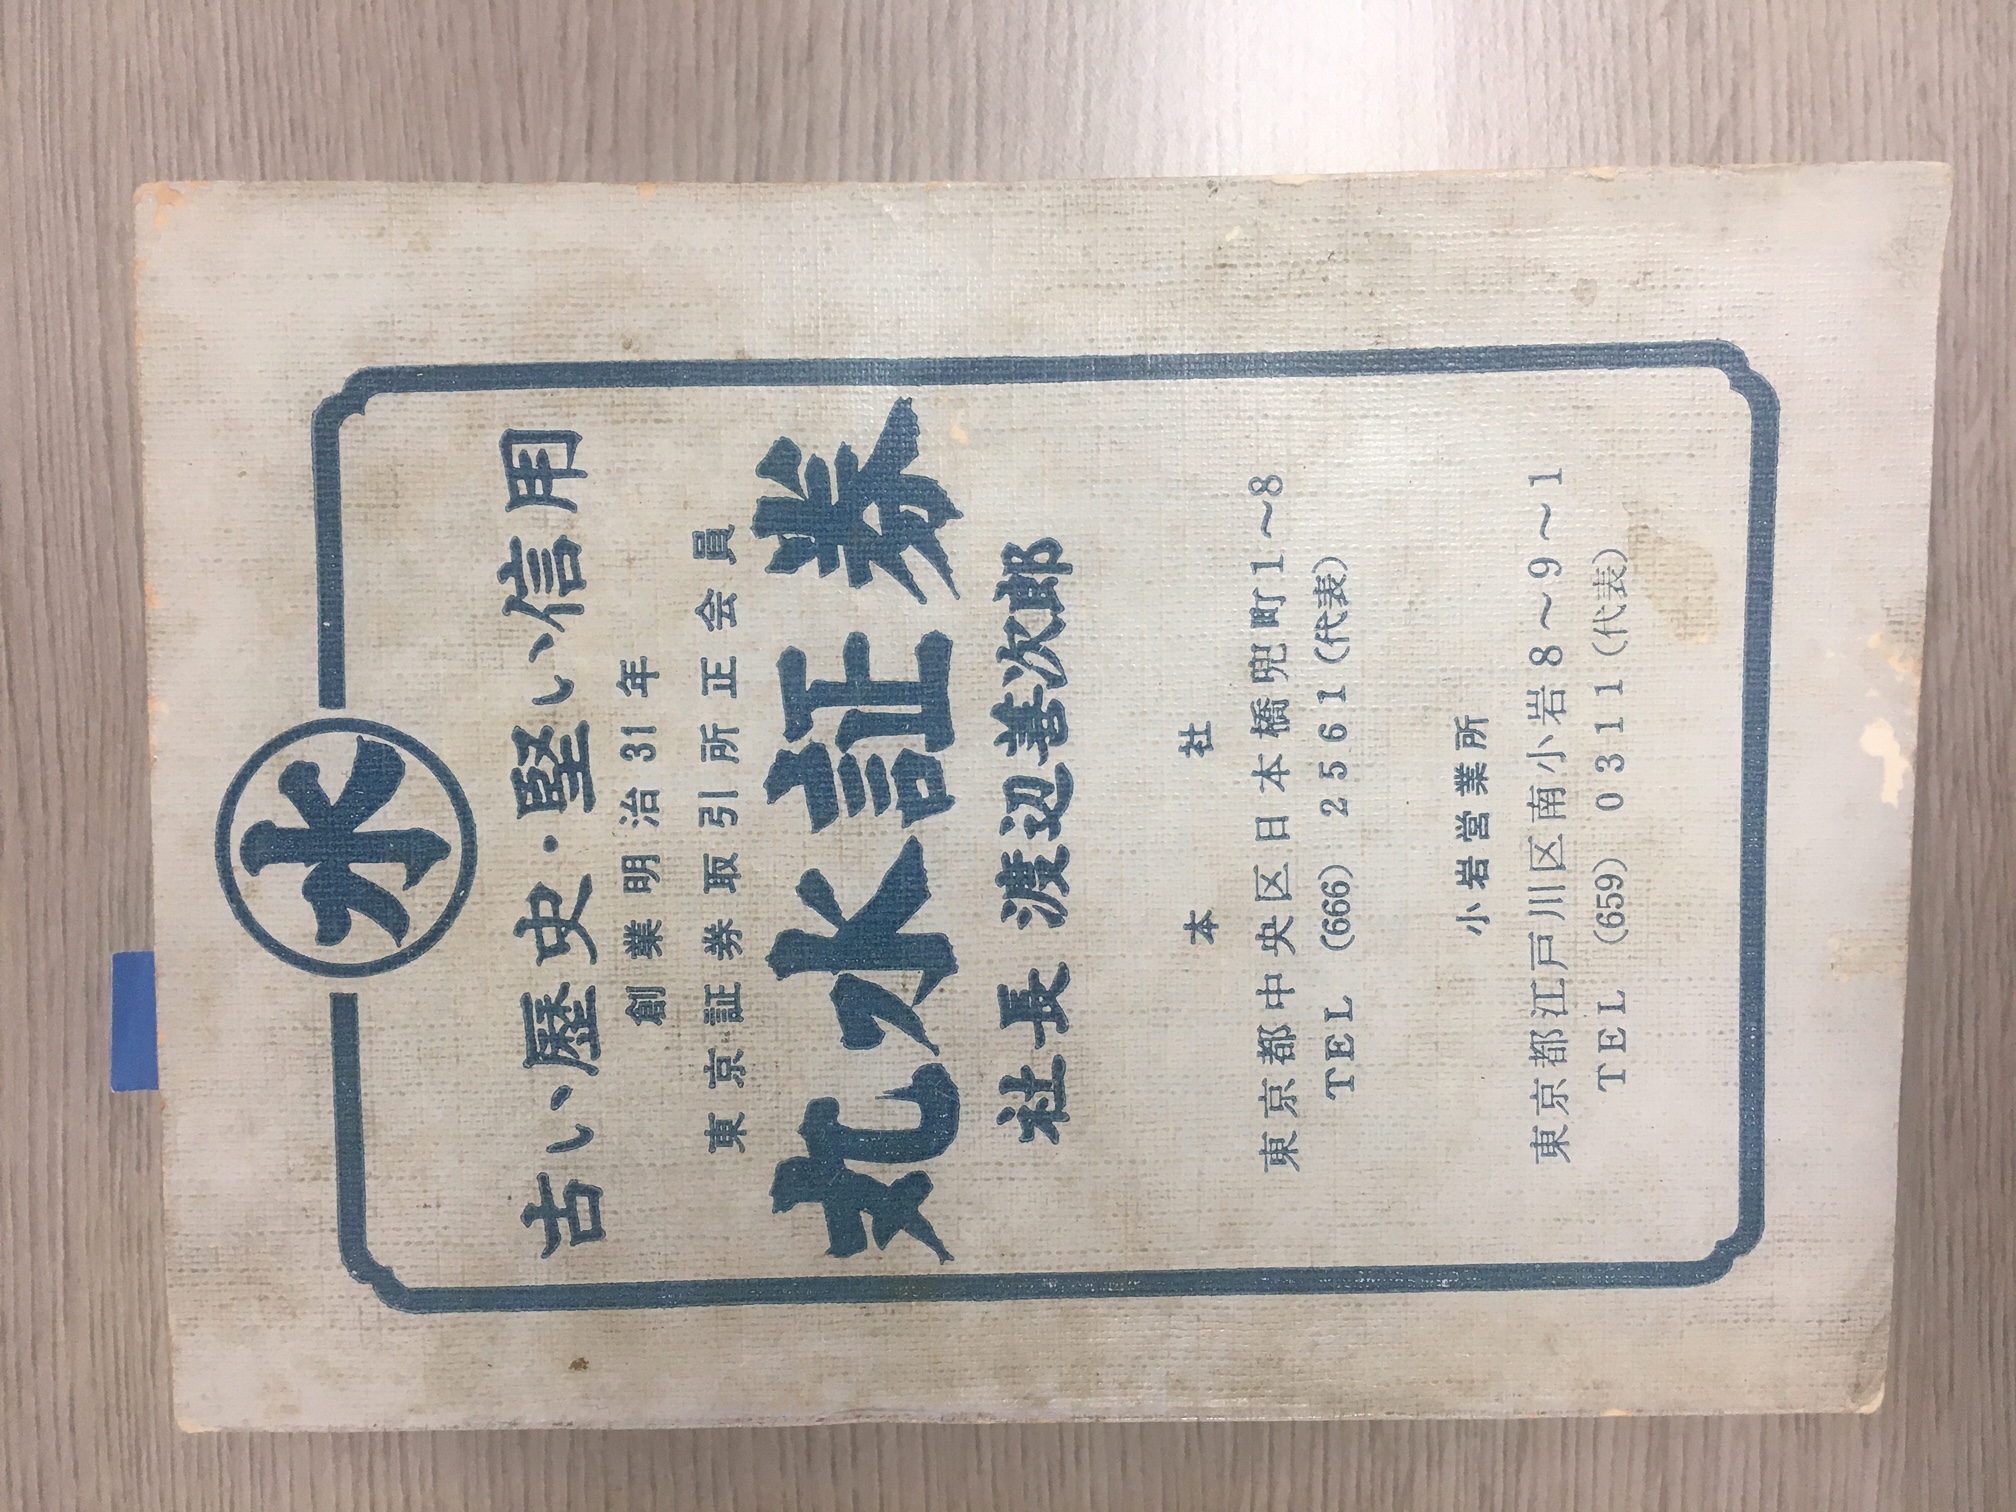 水
古い歴史・堅い信用
創業明治31年
東京証券取引所正会員
丸水証券
社長 渡辺善次郎
本社
東京都中央区日本橋兜町1〜8
TEL (666) 2561(代表)
小岩営業所
東京都江戸川区南小岩8〜9〜1
TEL (659) 0311(代表)